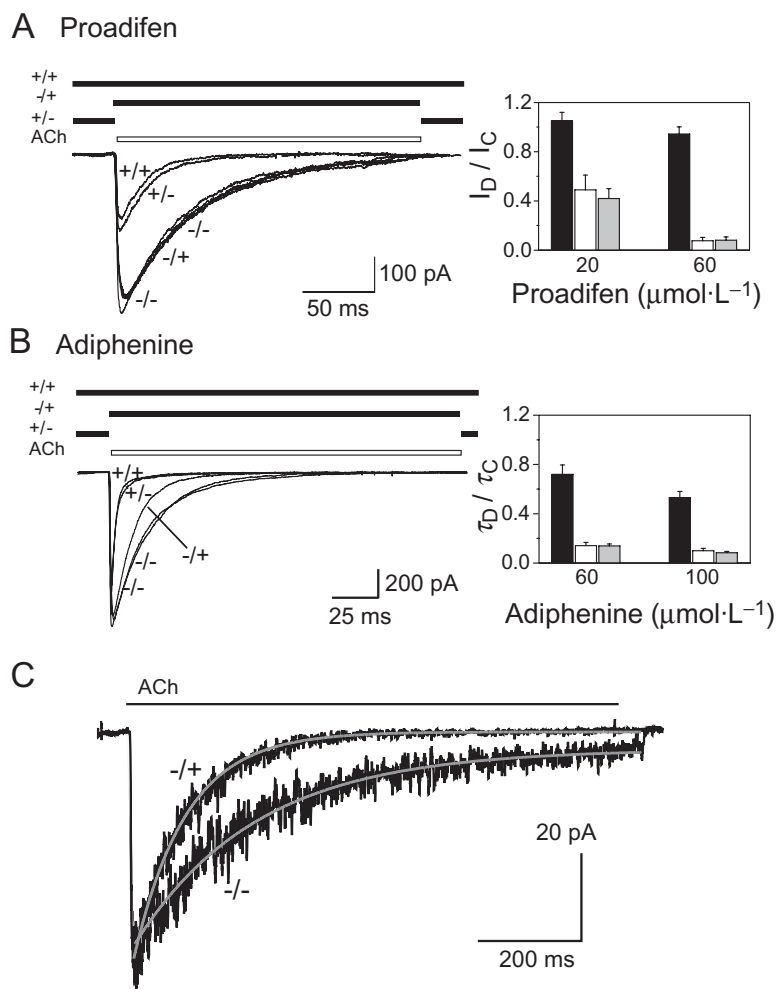 A Proadifen
+/+
-/+
+/-
ACh
+/+
+/-
-/-
-/+
-/-
100 pA
50 ms
1.2
0.8
0.4
0.0
I_D / I_C
20 60
Proadifen (μmol·L⁻¹)
B Adiphenine
+/+
-/+
+/-
ACh
+/+
+/-
-/+
-/-
-/-
200 pA
25 ms
1.2
0.8
0.4
0.0
τ_D / τ_C
60 100
Adiphenine (μmol·L⁻¹)
C
ACh
-/+
-/-
20 pA
200 ms